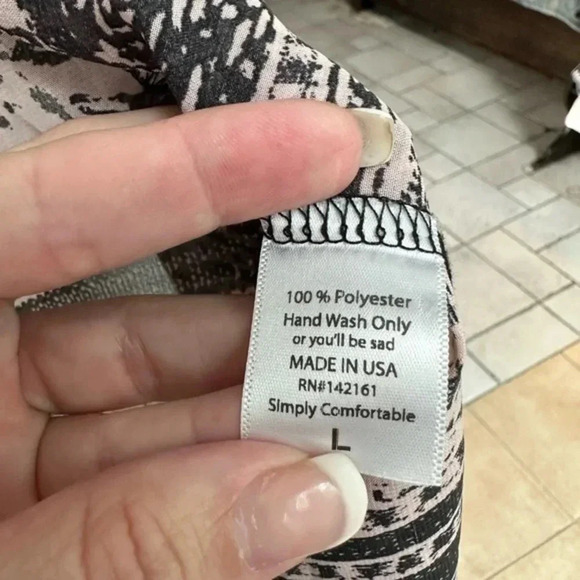 100 % Polyester
Hand Wash Only
or you'll be sad
MADE IN USA
RN#142161
Simply Comfortable
L